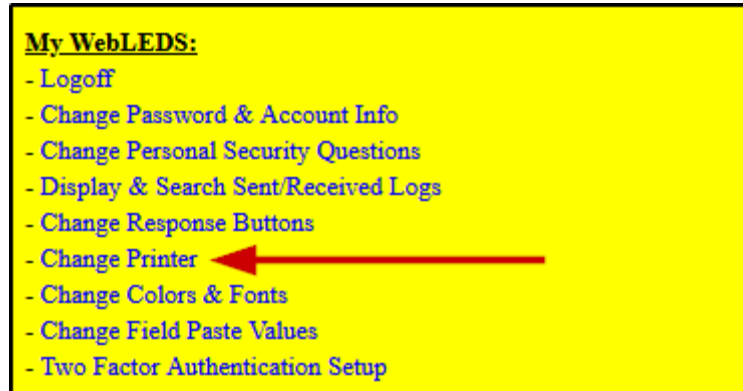 My WebLEDS:
- Logoff
- Change Password & Account Info
- Change Personal Security Questions
- Display & Search Sent/Received Logs
- Change Response Buttons
- Change Printer
- Change Colors & Fonts
- Change Field Paste Values
- Two Factor Authentication Setup